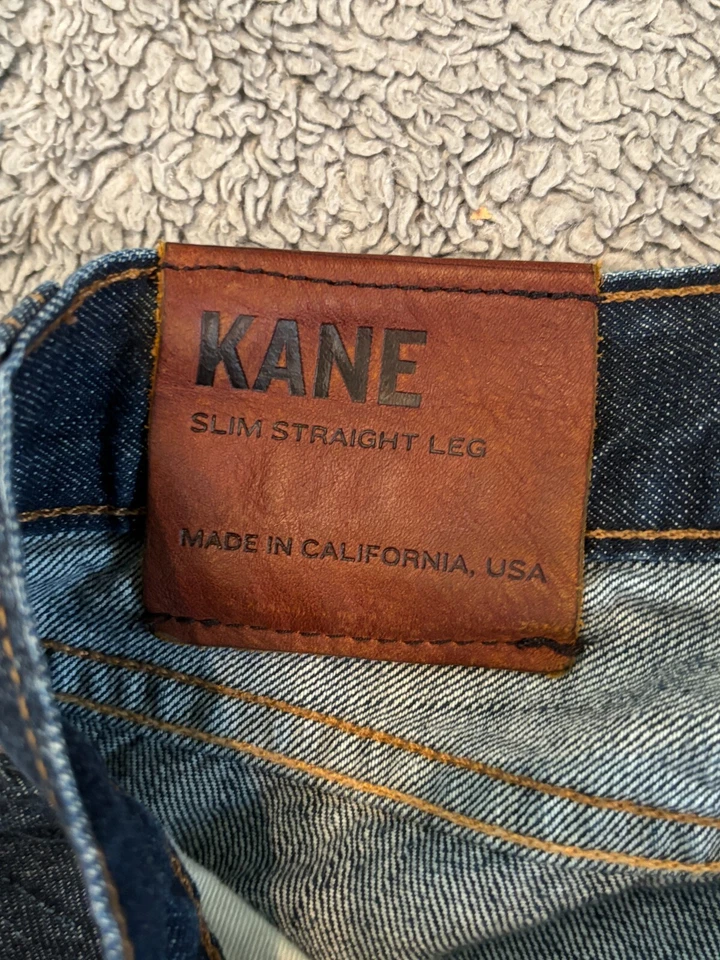 KANE
SLIM STRAIGHT LEG
MADE IN CALIFORNIA, USA